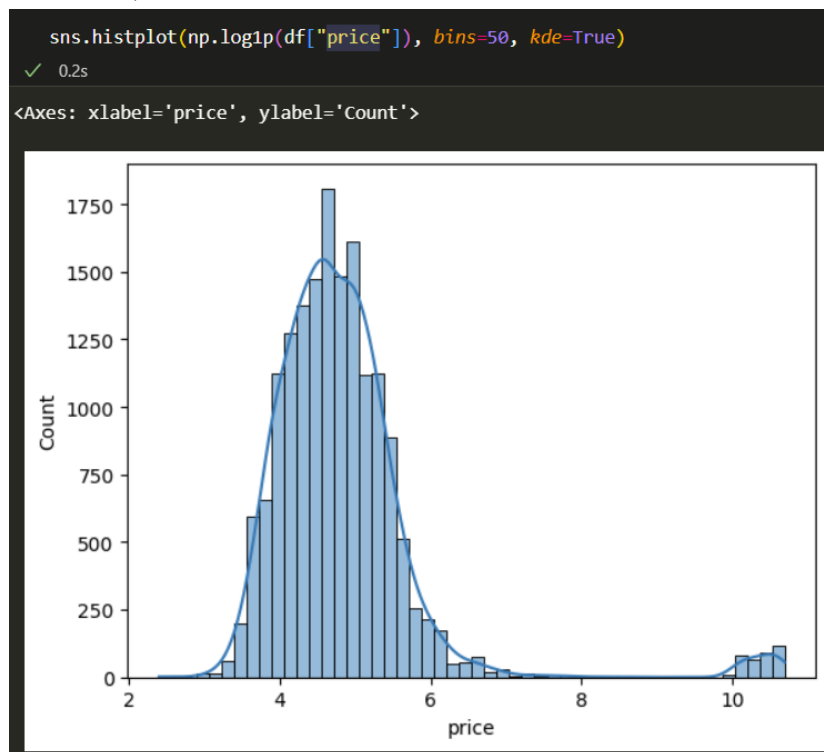 sns.histplot(np.log1p(df["price"]), bins=50, kde=True)
✓ 0.2s
<Axes: xlabel='price', ylabel='Count'>
1750
1500
1250
1000
750
500
250
0
Count
2 4 6 8 10
price